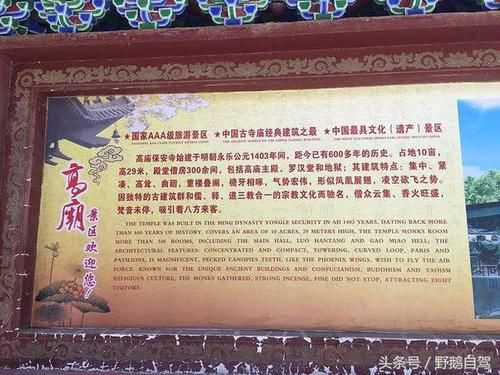 ★国家AAA级旅游景区 ★中国古寺庙经典建筑之最 ★中国最具文化(遗产)景区
NATIONAL AAA CLASS TOURIST ATTRACTION
高庙保安寺始建于明朝永乐公元1403年间，距今已有600多年的历史。占地10亩，
高29米，殿堂僧房300余间，包括高庙主殿、罗汉堂和地狱；其建筑特点：集中、紧
凑、高耸、曲迴、重楼叠阁，檐牙相啄，气势宏伟，形似凤凰展翅，凌空欲飞之势。
因独特的古建筑群和儒、释、道三教合一的宗教文化而驰名，僧众云集、香火旺盛，
梵音未停，吸引着八方来客。
THE TEMPLE WAS BUILT IN THE MING DYNASTY YONGLE SECURITY IN AD 1403 YEARS, DATING BACK MORE
THAN 600 YEARS OF HISTORY. COVERS AN AREA OF 10 ACRES, 29 METERS HIGH, THE TEMPLE MONKS ROOM
MORE THAN 300 ROOMS, INCLUDING THE MAIN HALL, LUO HANTANG AND GAO MIAO HELL; THE
ARCHITECTURAL FEATURES: CONCENTRATED AND COMPACT, TOWERING, CURVED LOOP, PARIS AND
PAVILIONS, IS MAGNIFICENT, PECKED CANOPIES TEETH, LIKE THE PHOENIX WINGS, WISH TO FLY THE AIR
FORCE. KNOWN FOR THE UNIQUE ANCIENT BUILDINGS AND CONFUCIANISM, BUDDHISM AND TAOISM
RELIGIOUS CULTURE, THE MONKS GATHERED, STRONG INCENSE, FINE DID NOT STOP, ATTRACTING EIGHT
VISITORS.
高庙
景区欢迎您！
头条号 / 野鹅自驾